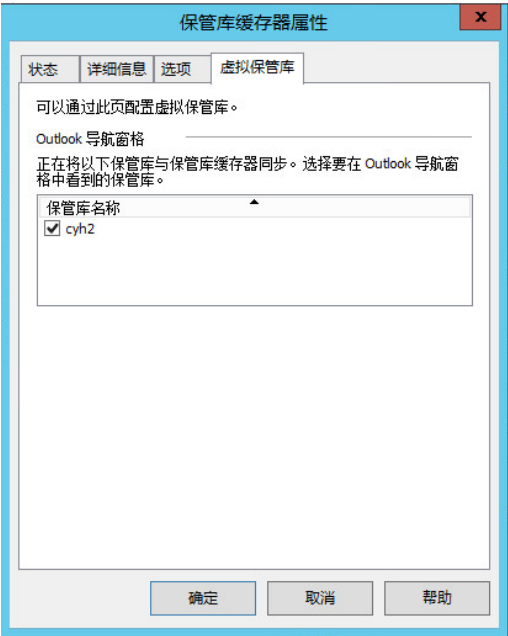 保管库缓存器属性
x
状态 详细信息 选项 虚拟保管库
可以通过此页配置虚拟保管库。
Outlook 导航窗格
正在将以下保管库与保管库缓存器同步。选择要在 Outlook 导航窗
格中看到的保管库。
保管库名称
cyh2
确定 取消 帮助